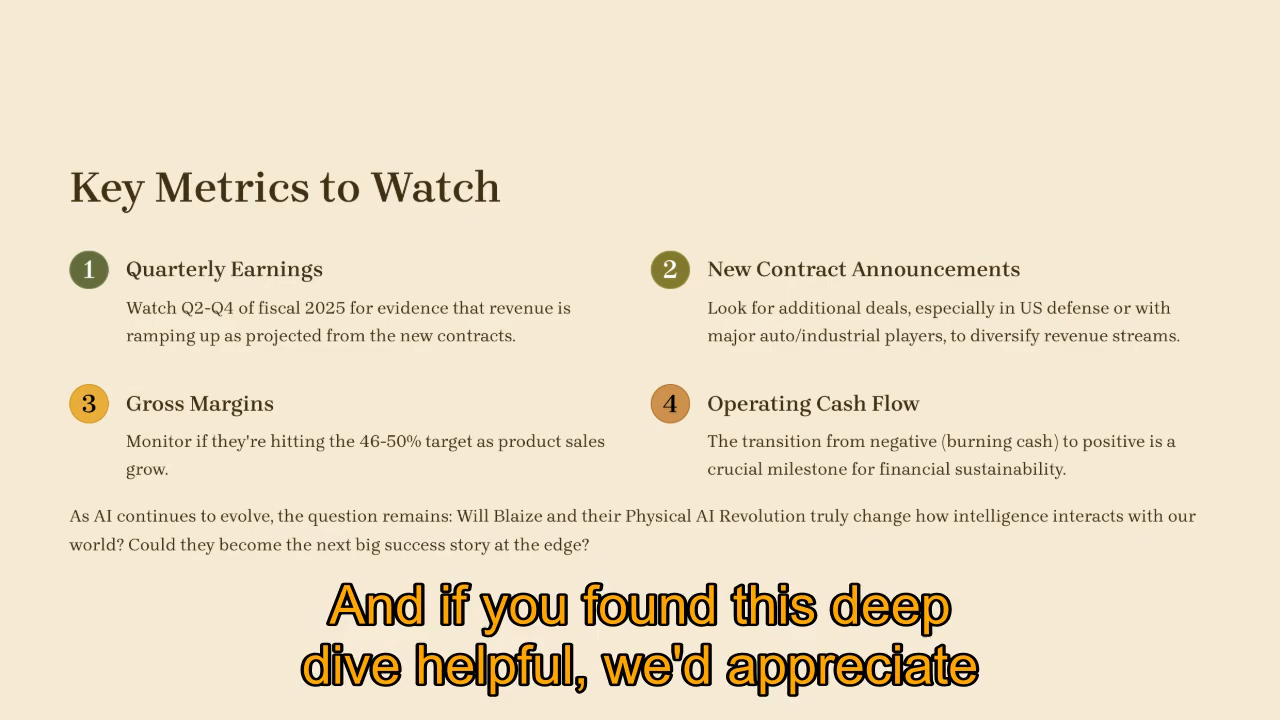 Key Metrics to Watch
1
Quarterly Earnings
Watch Q2-Q4 of fiscal 2025 for evidence that revenue is
ramping up as projected from the new contracts.
2
New Contract Announcements
Look for additional deals, especially in US defense or with
major auto/industrial players, to diversify revenue streams.
3
Gross Margins
Monitor if they're hitting the 46-50% target as product sales
grow.
4
Operating Cash Flow
The transition from negative (burning cash) to positive is a
crucial milestone for financial sustainability.
As AI continues to evolve, the question remains: Will Blaize and their Physical AI Revolution truly change how intelligence interacts with our
world? Could they become the next big success story at the edge?
And if you found this deep
dive helpful, we'd appreciate